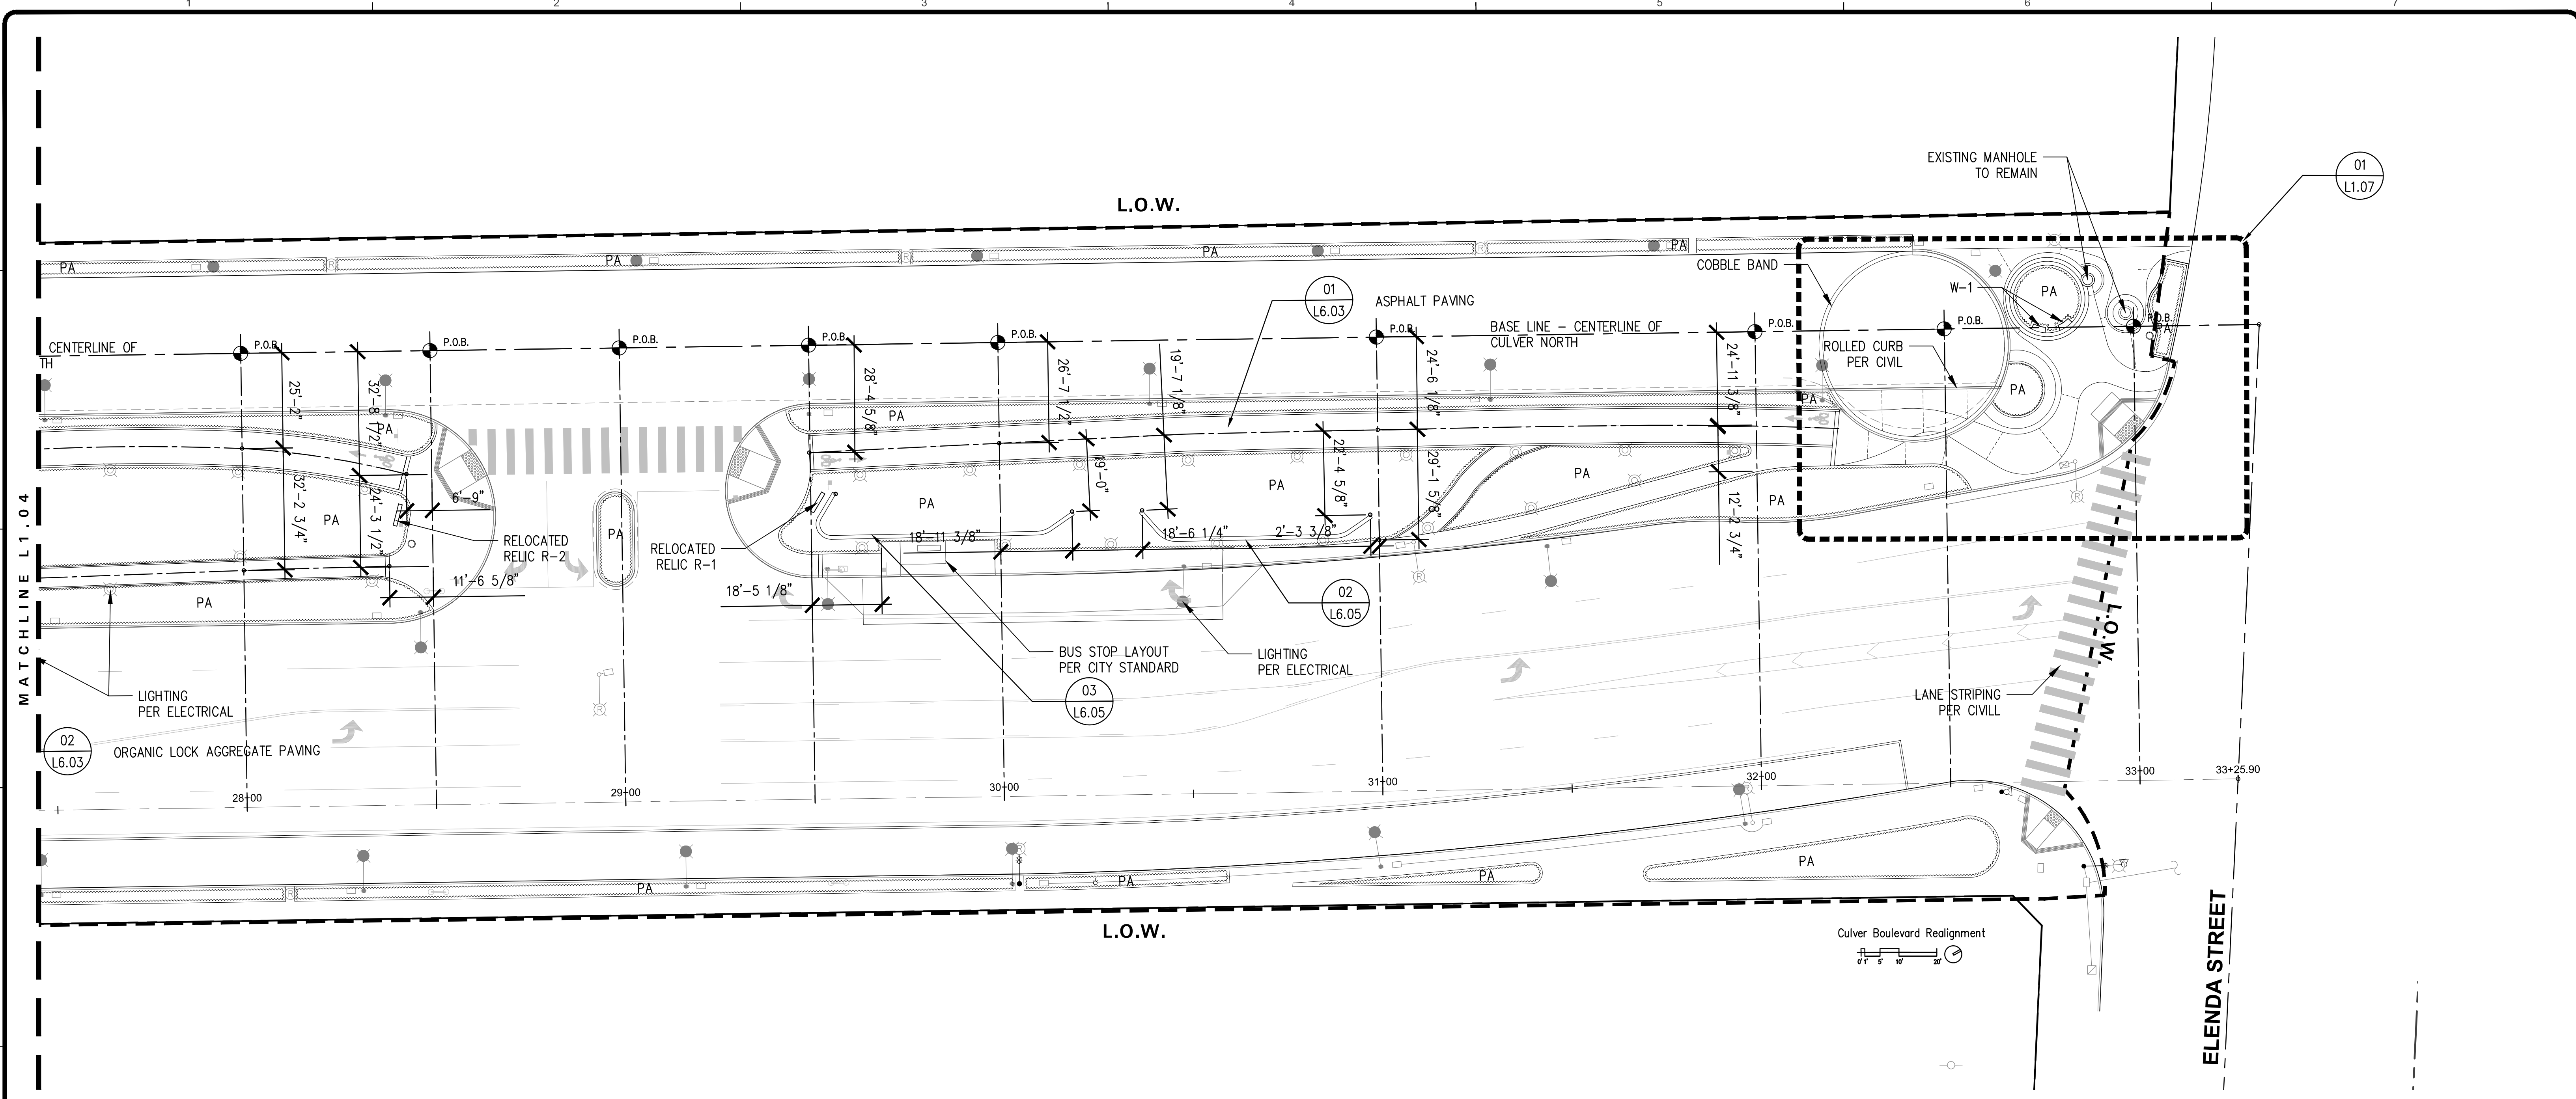 1
2
3
4
5
6
7
L.O.W.
EXISTING MANHOLE
TO REMAIN
01
L1.07
PA
PA
PA
PA
COBBLE BAND
W-1
PA
01
L6.03
ASPHALT PAVING
BASE LINE - CENTERLINE OF
CULVER NORTH
CENTERLINE OF
TH
P.O.B.
P.O.B.
P.O.B.
P.O.B.
P.O.B.
P.O.B.
P.O.B.
P.O.B.
P.O.B.
PA
ROLLED CURB
PER CIVIL
25'-2"
32'-8 1/2"
28'-4 5/8"
26'-7 1/2"
19'-7 1/8"
24'-6 1/8"
24'-11 3/8"
PA
PA
PA
PA
32'-2 3/4"
24'-3 1/2"
6'-9"
19'-0"
22'-4 5/8"
29'-1 5/8"
12'-2 3/4"
PA
PA
PA
PA
PA
PA
RELOCATED
RELIC R-2
RELOCATED
RELIC R-1
18'-11 3/8"
18'-6 1/4"
2'-3 3/8"
11'-6 5/8"
18'-5 1/8"
PA
02
L6.05
L.O.W.
MATCHLINE L1.04
BUS STOP LAYOUT
PER CITY STANDARD
LIGHTING
PER ELECTRICAL
LIGHTING
PER ELECTRICAL
03
L6.05
LANE STRIPING
PER CIVILL
02
L6.03
ORGANIC LOCK AGGREGATE PAVING
28+00
29+00
30+00
31+00
32+00
33+00
33+25.90
PA
PA
PA
PA
L.O.W.
Culver Boulevard Realignment
0' 1' 5' 10' 20'
ELENDA STREET
R
R
R
R
R
R
R
R
R
R